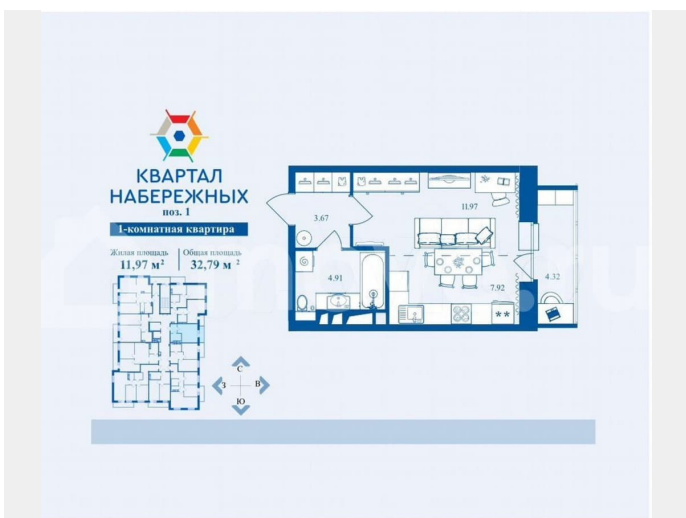 КВАРТАЛ
НАБЕРЕЖНЫХ
поз. 1
1-комнатная квартира
Жилая площадь
11,97 м²
Общая площадь
32,79 м²
3.67
11.97
4.91
7.92
4.32
С
З
В
Ю